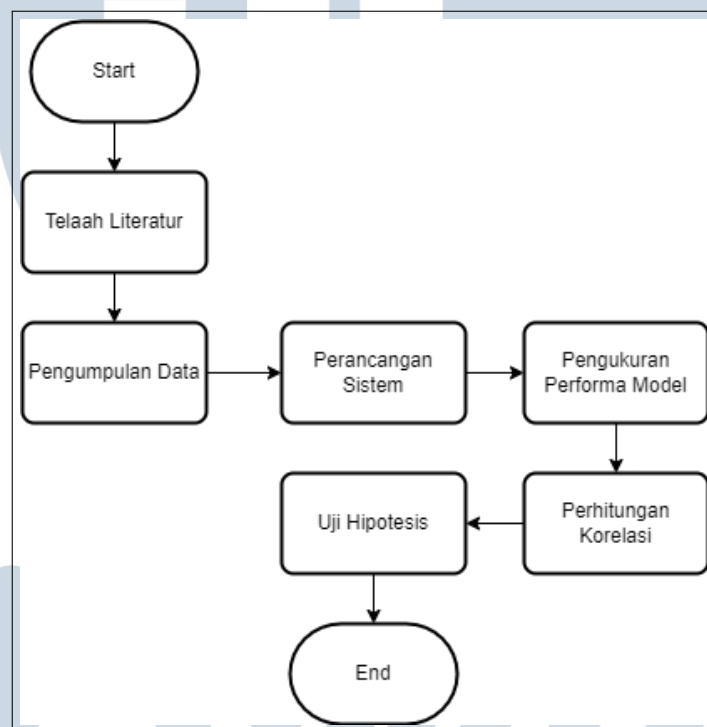 Start
Telaah Literatur
Pengumpulan Data
Perancangan
Sistem
Pengukuran
Performa Model
Perhitungan
Korelasi
Uji Hipotesis
End